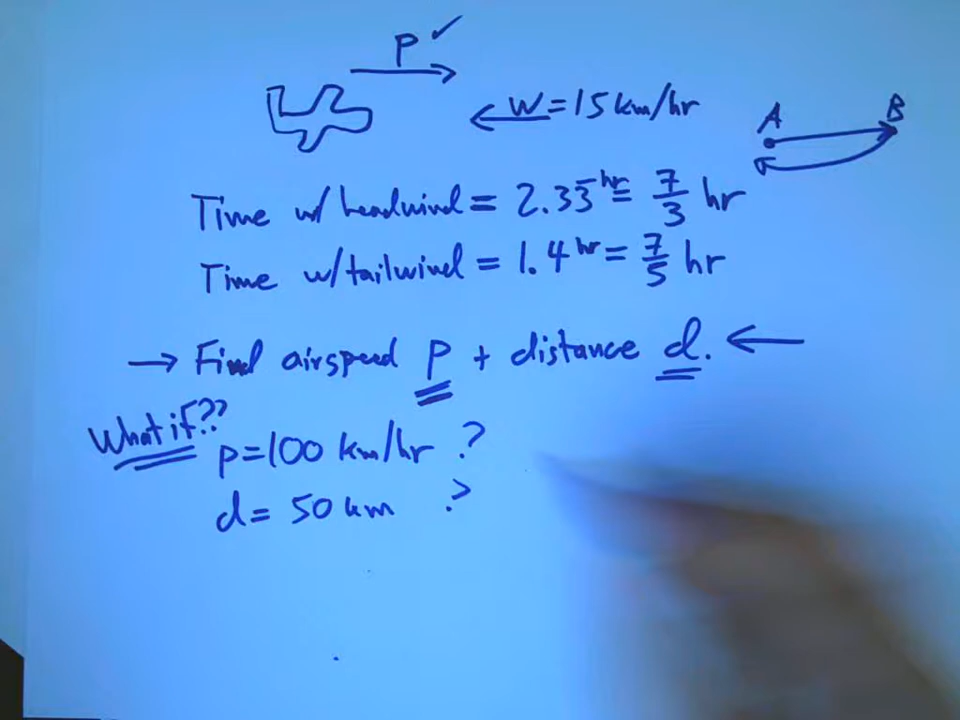 P ✓
W = 15 km/hr
A B
Time w/ headwind = 2.33 hr = 7/3 hr
Time w/ tailwind = 1.4 hr = 7/5 hr
→ Find airspeed p + distance d. ←
What if??
p = 100 km/hr ?
d = 50 km ?